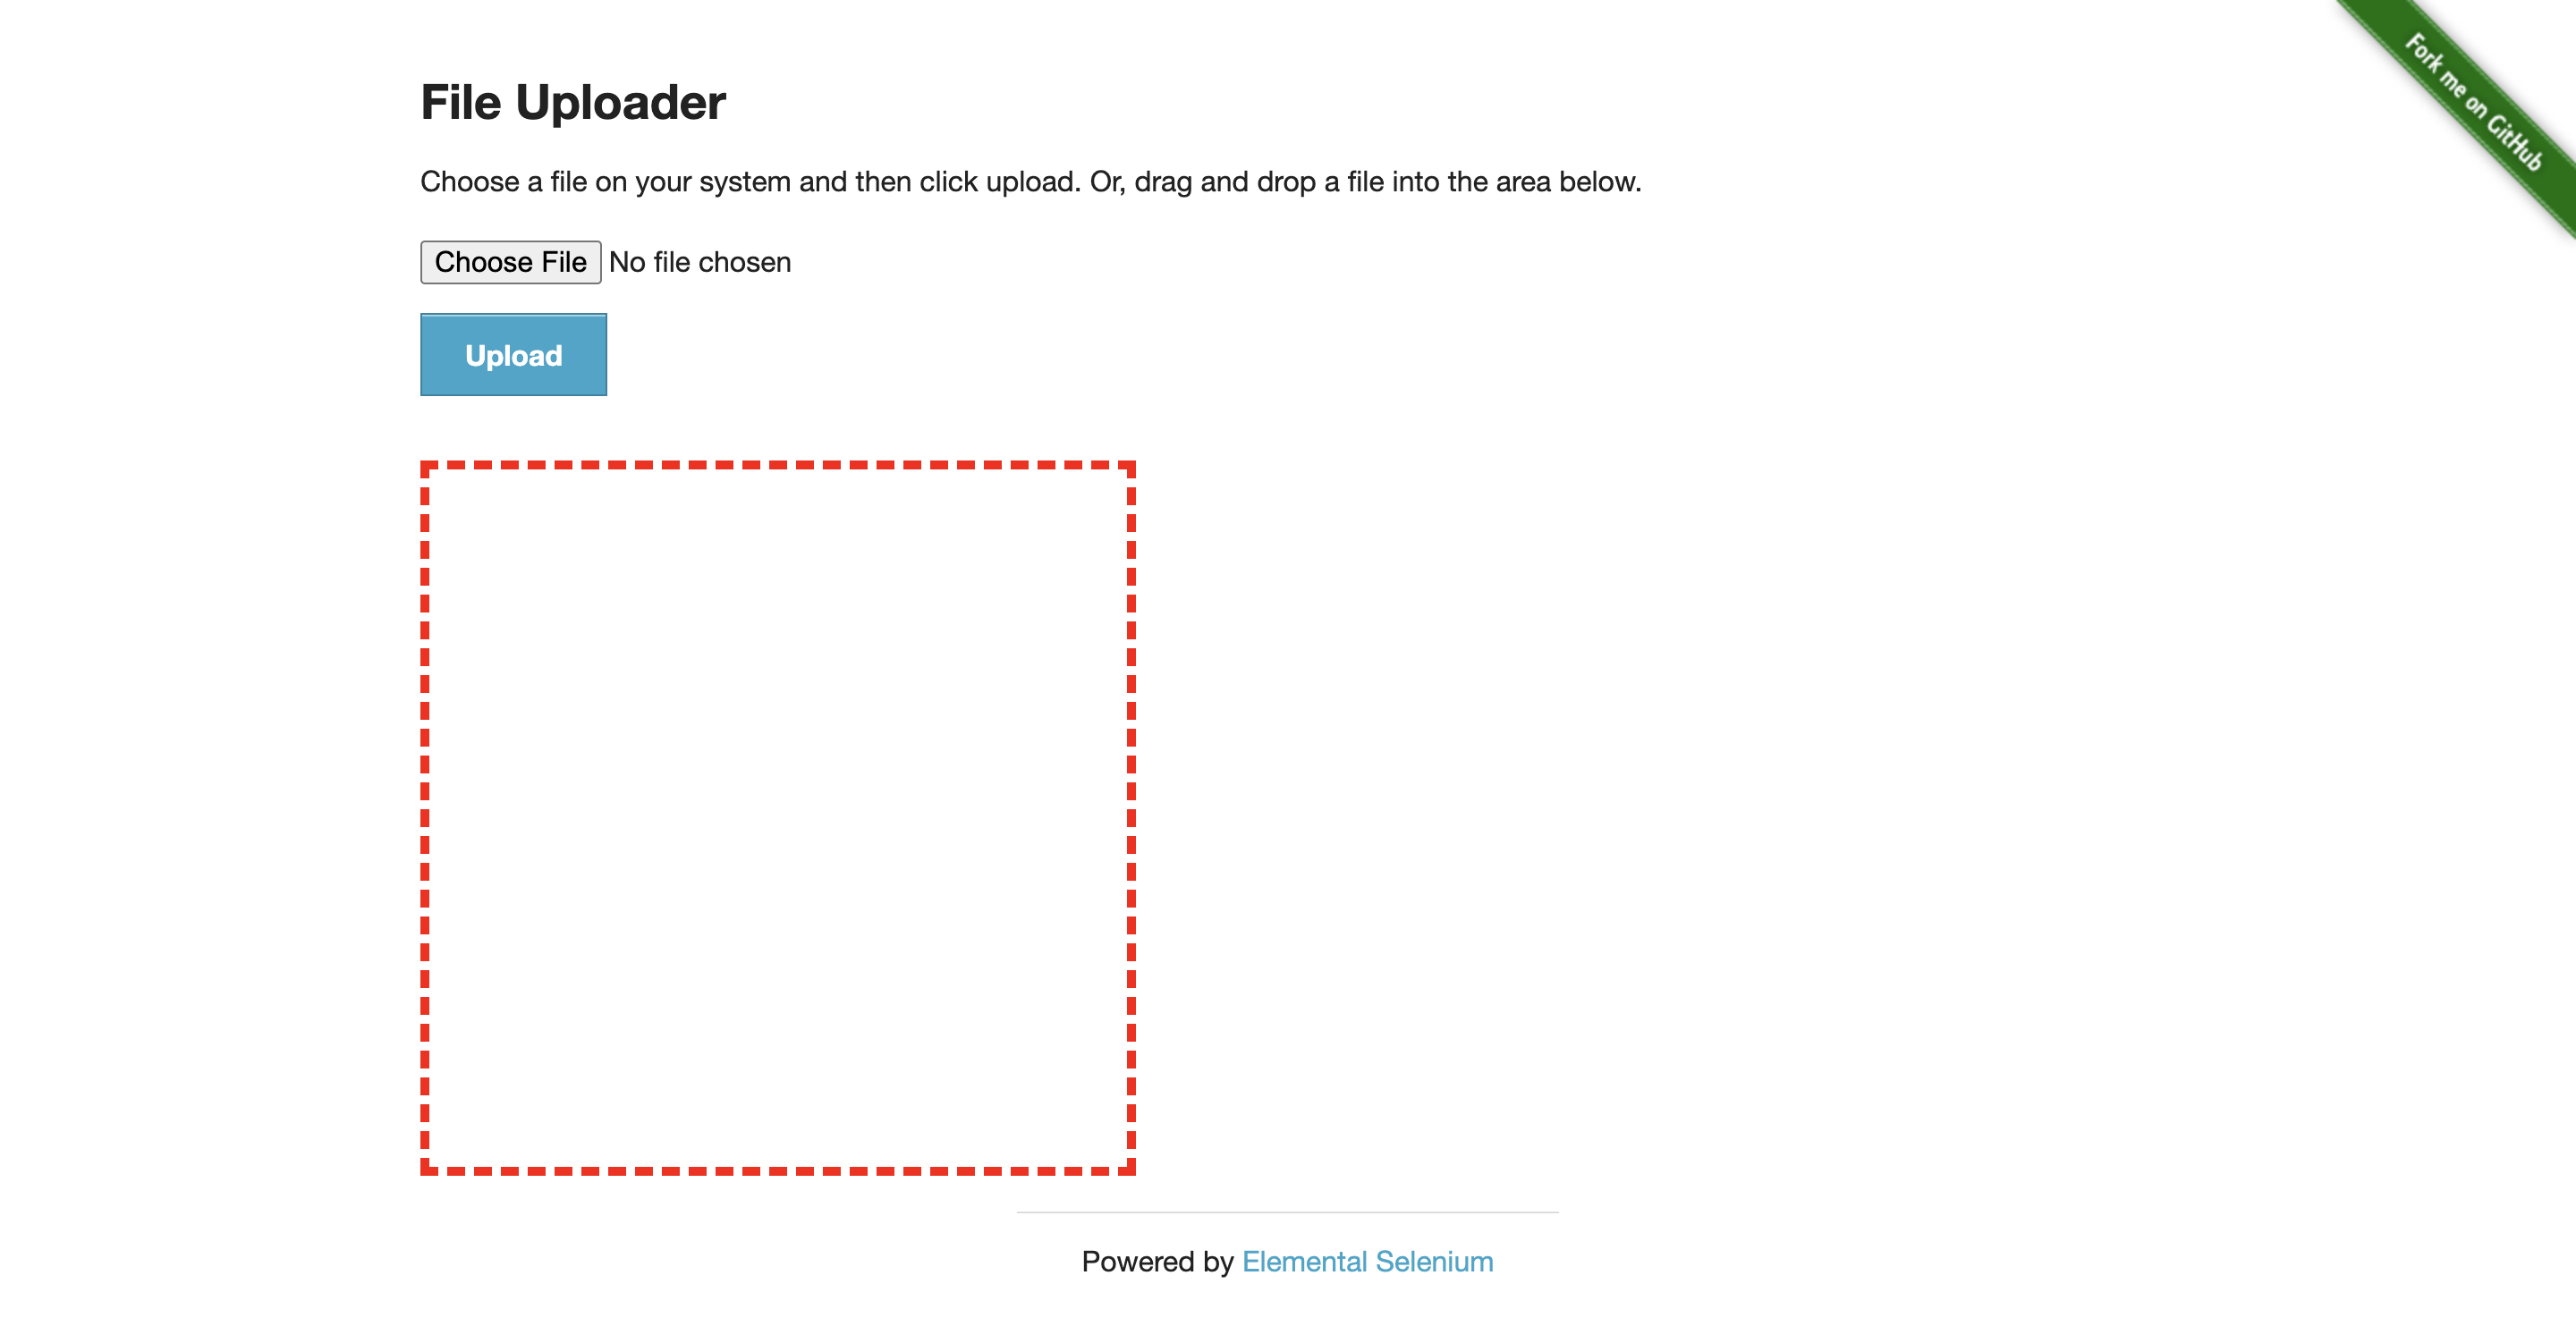 Fork me on GitHub
File Uploader
Choose a file on your system and then click upload. Or, drag and drop a file into the area below.
Choose File No file chosen
Upload
Powered by Elemental Selenium